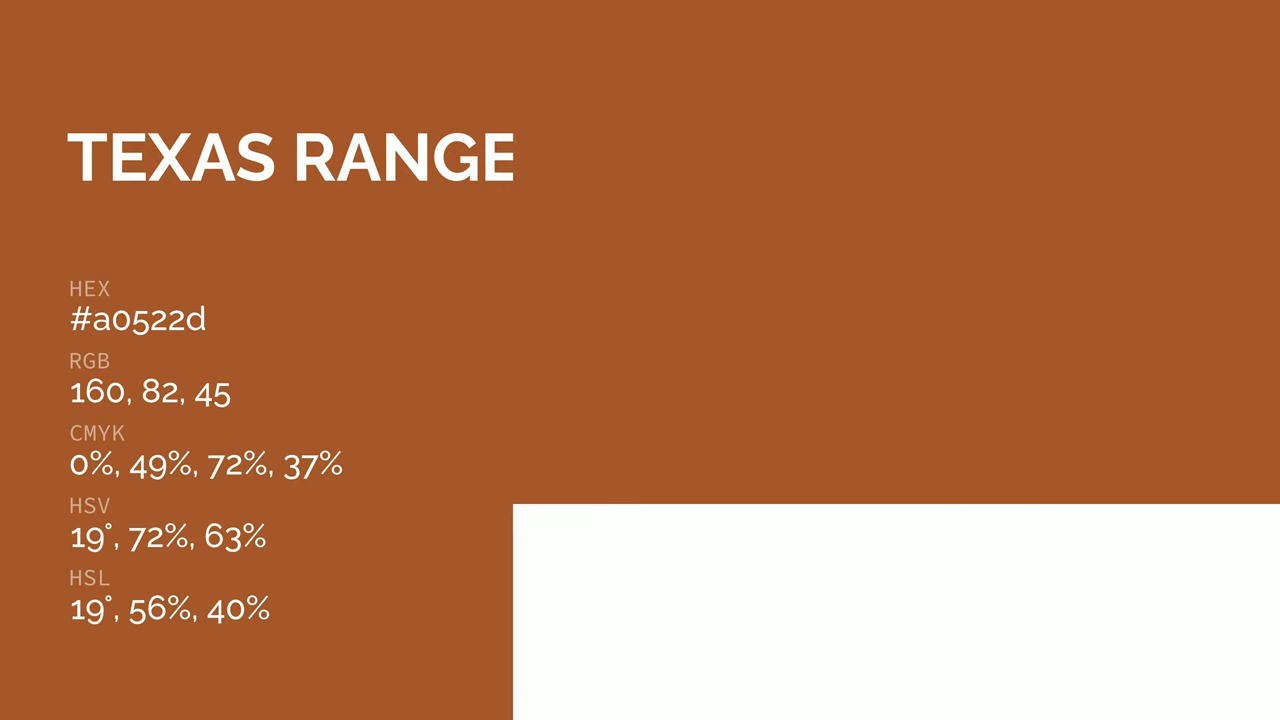 TEXAS RANGE
HEX
#a0522d
RGB
160, 82, 45
CMYK
0%, 49%, 72%, 37%
HSV
19°, 72%, 63%
HSL
19°, 56%, 40%